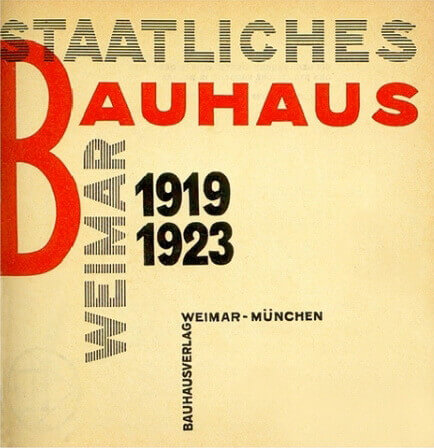 STAATLICHES
BAUHAUS
WEIMAR
1919
1923
WEIMAR-MÜNCHEN
BAUHAUSVERLAG